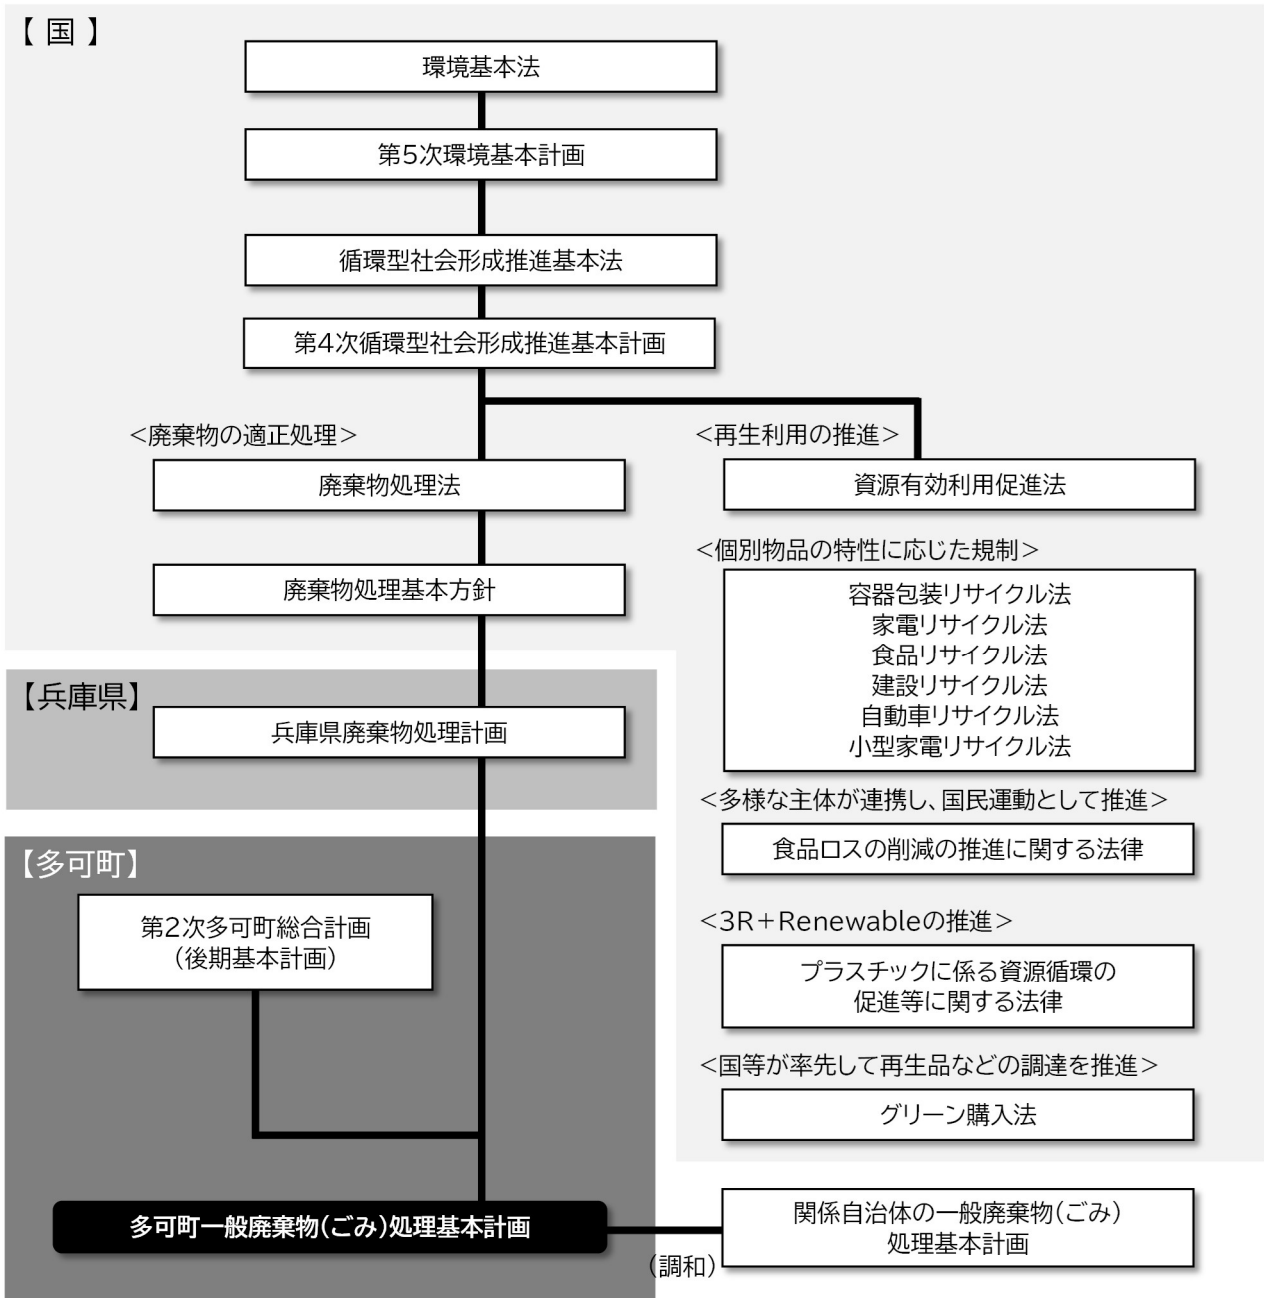 【 国 】
環境基本法
第5次環境基本計画
循環型社会形成推進基本法
第4次循環型社会形成推進基本計画
<廃棄物の適正処理>
廃棄物処理法
廃棄物処理基本方針
<再生利用の推進>
資源有効利用促進法
<個別物品の特性に応じた規制>
容器包装リサイクル法
家電リサイクル法
食品リサイクル法
建設リサイクル法
自動車リサイクル法
小型家電リサイクル法
<多様な主体が連携し、国民運動として推進>
食品ロスの削減の推進に関する法律
<3R+Renewableの推進>
プラスチックに係る資源循環の
促進等に関する法律
<国等が率先して再生品などの調達を推進>
グリーン購入法
【兵庫県】
兵庫県廃棄物処理計画
【多可町】
第2次多可町総合計画
(後期基本計画)
多可町一般廃棄物(ごみ)処理基本計画
(調和)
関係自治体の一般廃棄物(ごみ)
処理基本計画